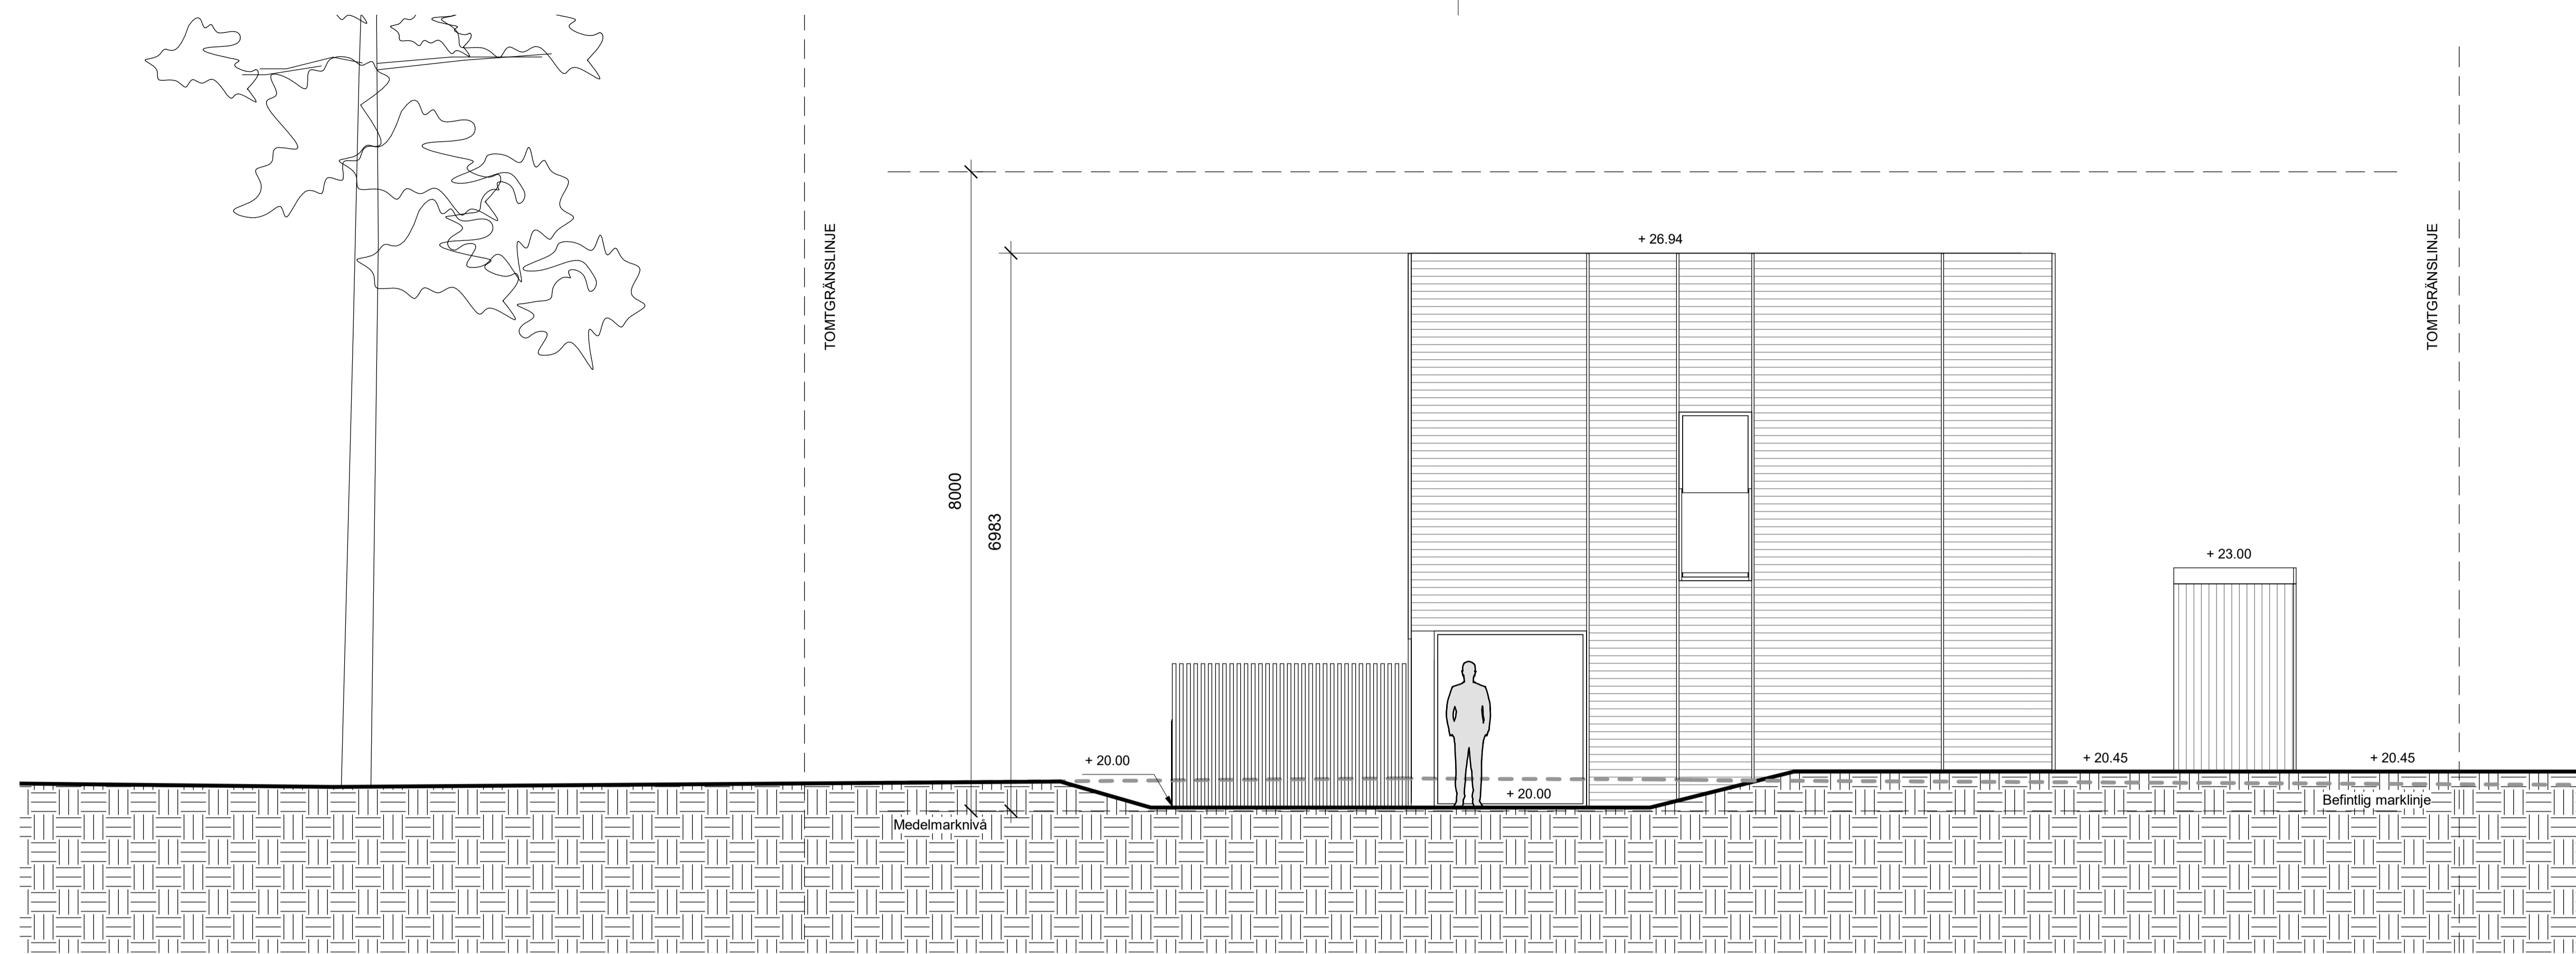 TOMTGRÄNSLINJE
TOMTGRÄNSLINJE
+ 26.94
8000
6983
+ 23.00
+ 20.00
+ 20.45
+ 20.45
+ 20.00
Befintlig marklinje
Medelmarknivå